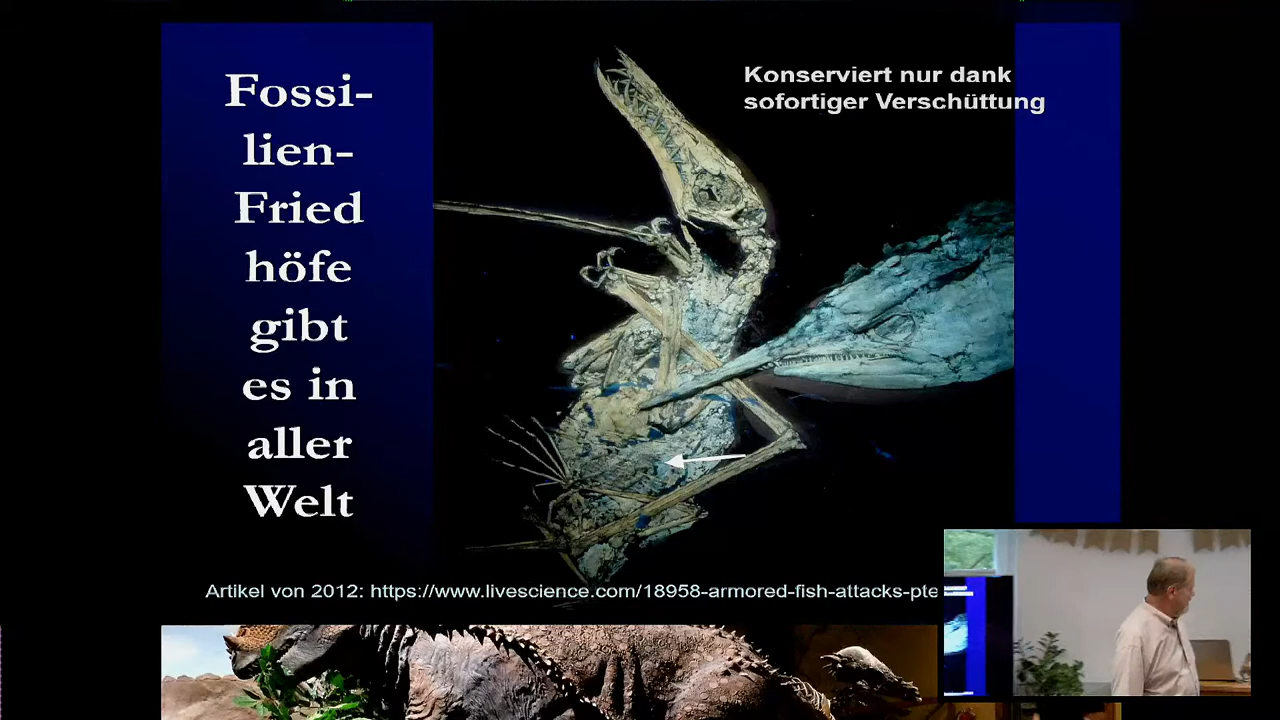 Fossi-
lien-
Fried
höfe
gibt
es in
aller
Welt
Konserviert nur dank
sofortiger Verschüttung
Artikel von 2012: https://www.livescience.com/18958-armored-fish-attacks-pte